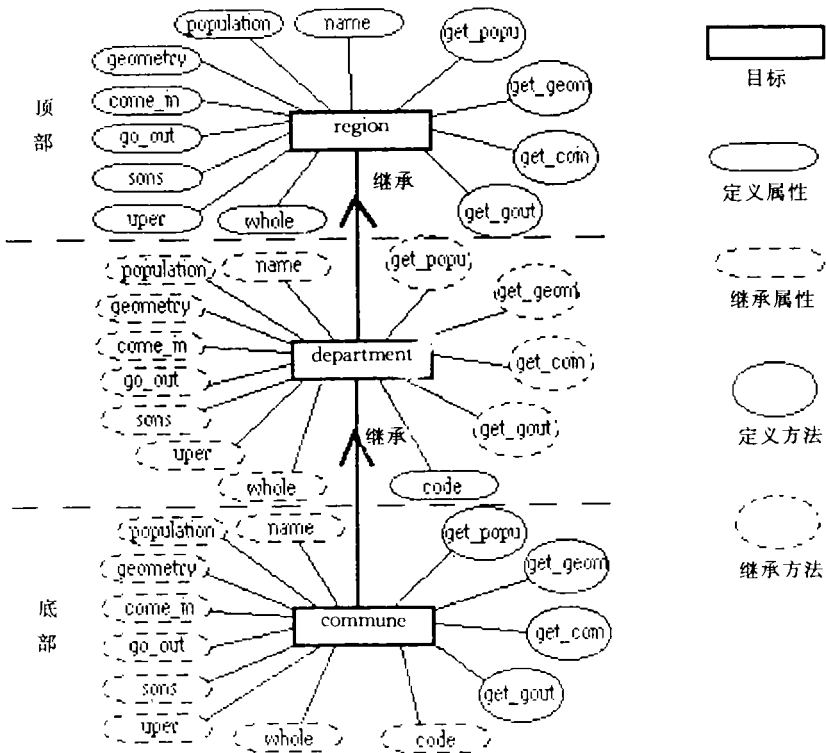 population
name
get_popu
geometry
get_geom
目标
come_in
顶
部
go_out
region
get_coin
sons
继承
定义属性
uper
whole
get_gout
population
name
get_popu
geometry
get_geom
继承属性
come_in
department
get_coin
go_out
sons
继承
get_gout
定义方法
uper
whole
code
population
name
get_popu
geometry
get_geom
继承方法
come_in
底
部
commune
get_com
go_out
sons
get_gout
uper
whole
code